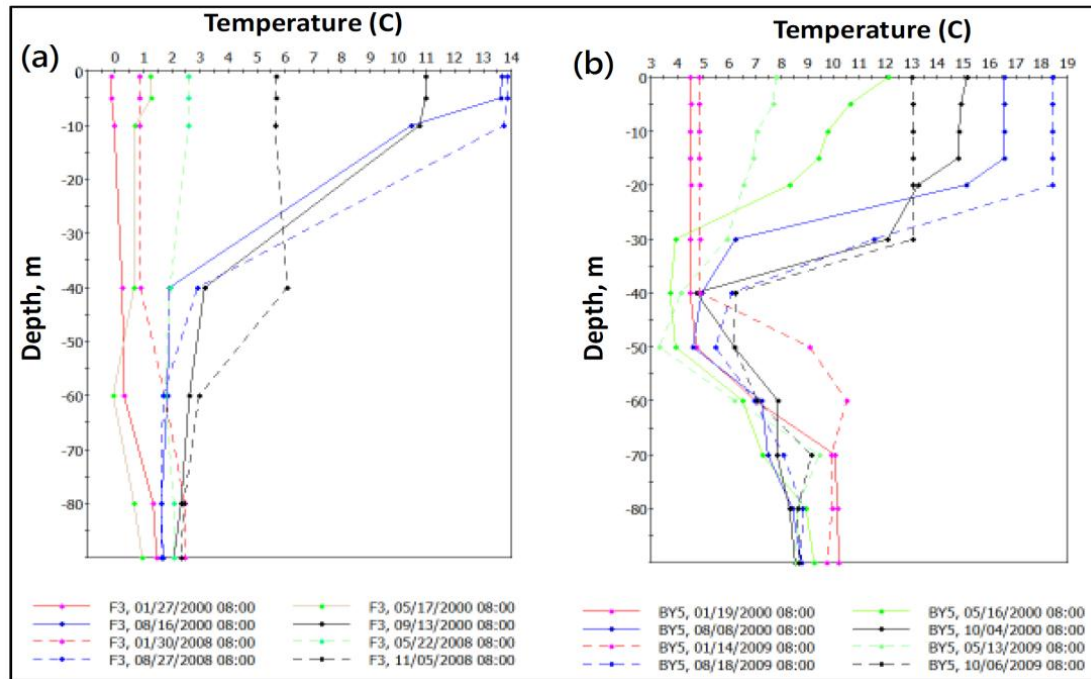 Temperature (C)
(a)
0 1 2 3 4 5 6 7 8 9 10 11 12 13 14
0
-10
-20
-30
-40
-50
-60
-70
-80
Depth, m
F3, 01/27/2000 08:00
F3, 08/16/2000 08:00
F3, 01/30/2008 08:00
F3, 08/27/2008 08:00
F3, 05/17/2000 08:00
F3, 09/13/2000 08:00
F3, 05/22/2008 08:00
F3, 11/05/2008 08:00
Temperature (C)
(b)
3 4 5 6 7 8 9 10 11 12 13 14 15 16 17 18 19
0
-10
-20
-30
-40
-50
-60
-70
-80
Depth, m
BY5, 01/19/2000 08:00
BY5, 08/08/2000 08:00
BY5, 01/14/2009 08:00
BY5, 08/18/2009 08:00
BY5, 05/16/2000 08:00
BY5, 10/04/2000 08:00
BY5, 05/13/2009 08:00
BY5, 10/06/2009 08:00